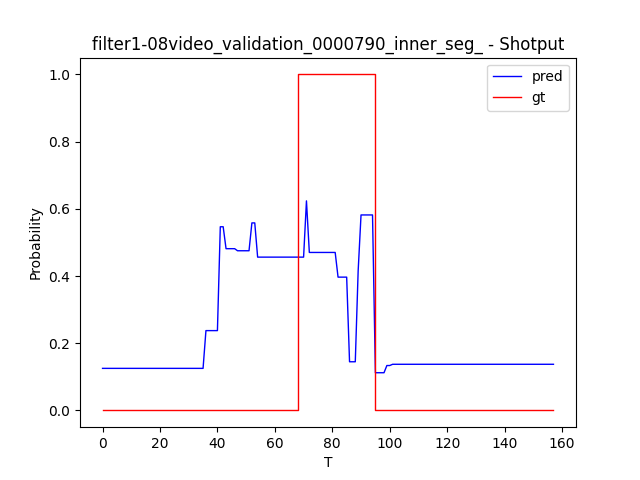 filter1-08video_validation_0000790_inner_seg_ - Shotput
pred
gt
1.0
0.8
0.6
0.4
0.2
0.0
Probability
0 20 40 60 80 100 120 140 160
T